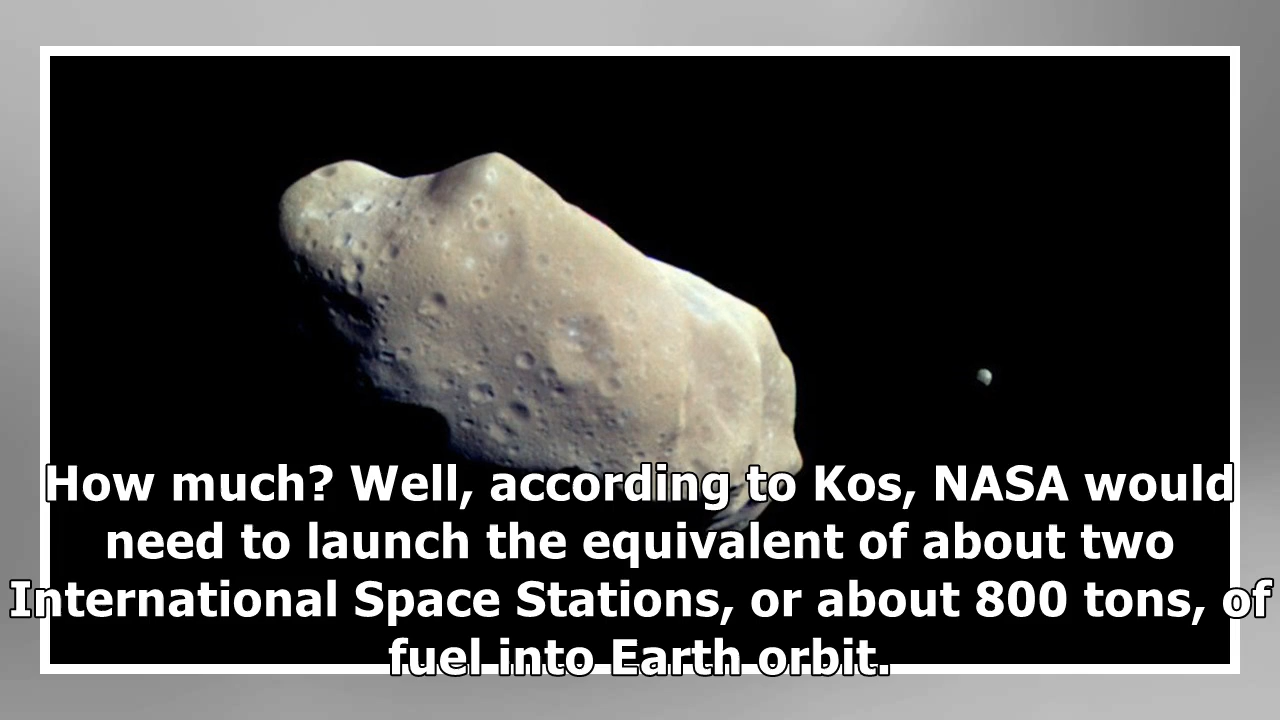 How much? Well, according to Kos, NASA would
need to launch the equivalent of about two
International Space Stations, or about 800 tons, of
fuel into Earth orbit.